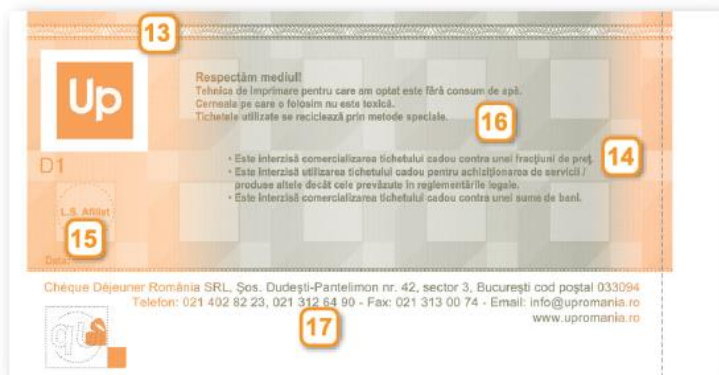 13
Up
Respectăm mediul!
Tehnica de imprimare pentru care am optat este fără consum de apă.
Cerneala pe care o folosim nu este toxică.
Tichetele utilizate se reciclează prin metode speciale.
16
14
D1
• Este interzisă comercializarea tichetului cadou contra unei fracțiuni de preț.
• Este interzisă utilizarea tichetului cadou pentru achiziționarea de servicii /
produse altele decât cele prevăzute în reglementările legale.
• Este interzisă comercializarea tichetului cadou contra unei sume de bani.
L.S. Afiliat
15
Data:
Chèque Déjeuner România SRL, Șos. Dudești-Pantelimon nr. 42, sector 3, București cod poștal 033094
Telefon: 021 402 82 23, 021 312 64 90 - Fax: 021 313 00 74 - Email: info@upromania.ro
www.upromania.ro
17